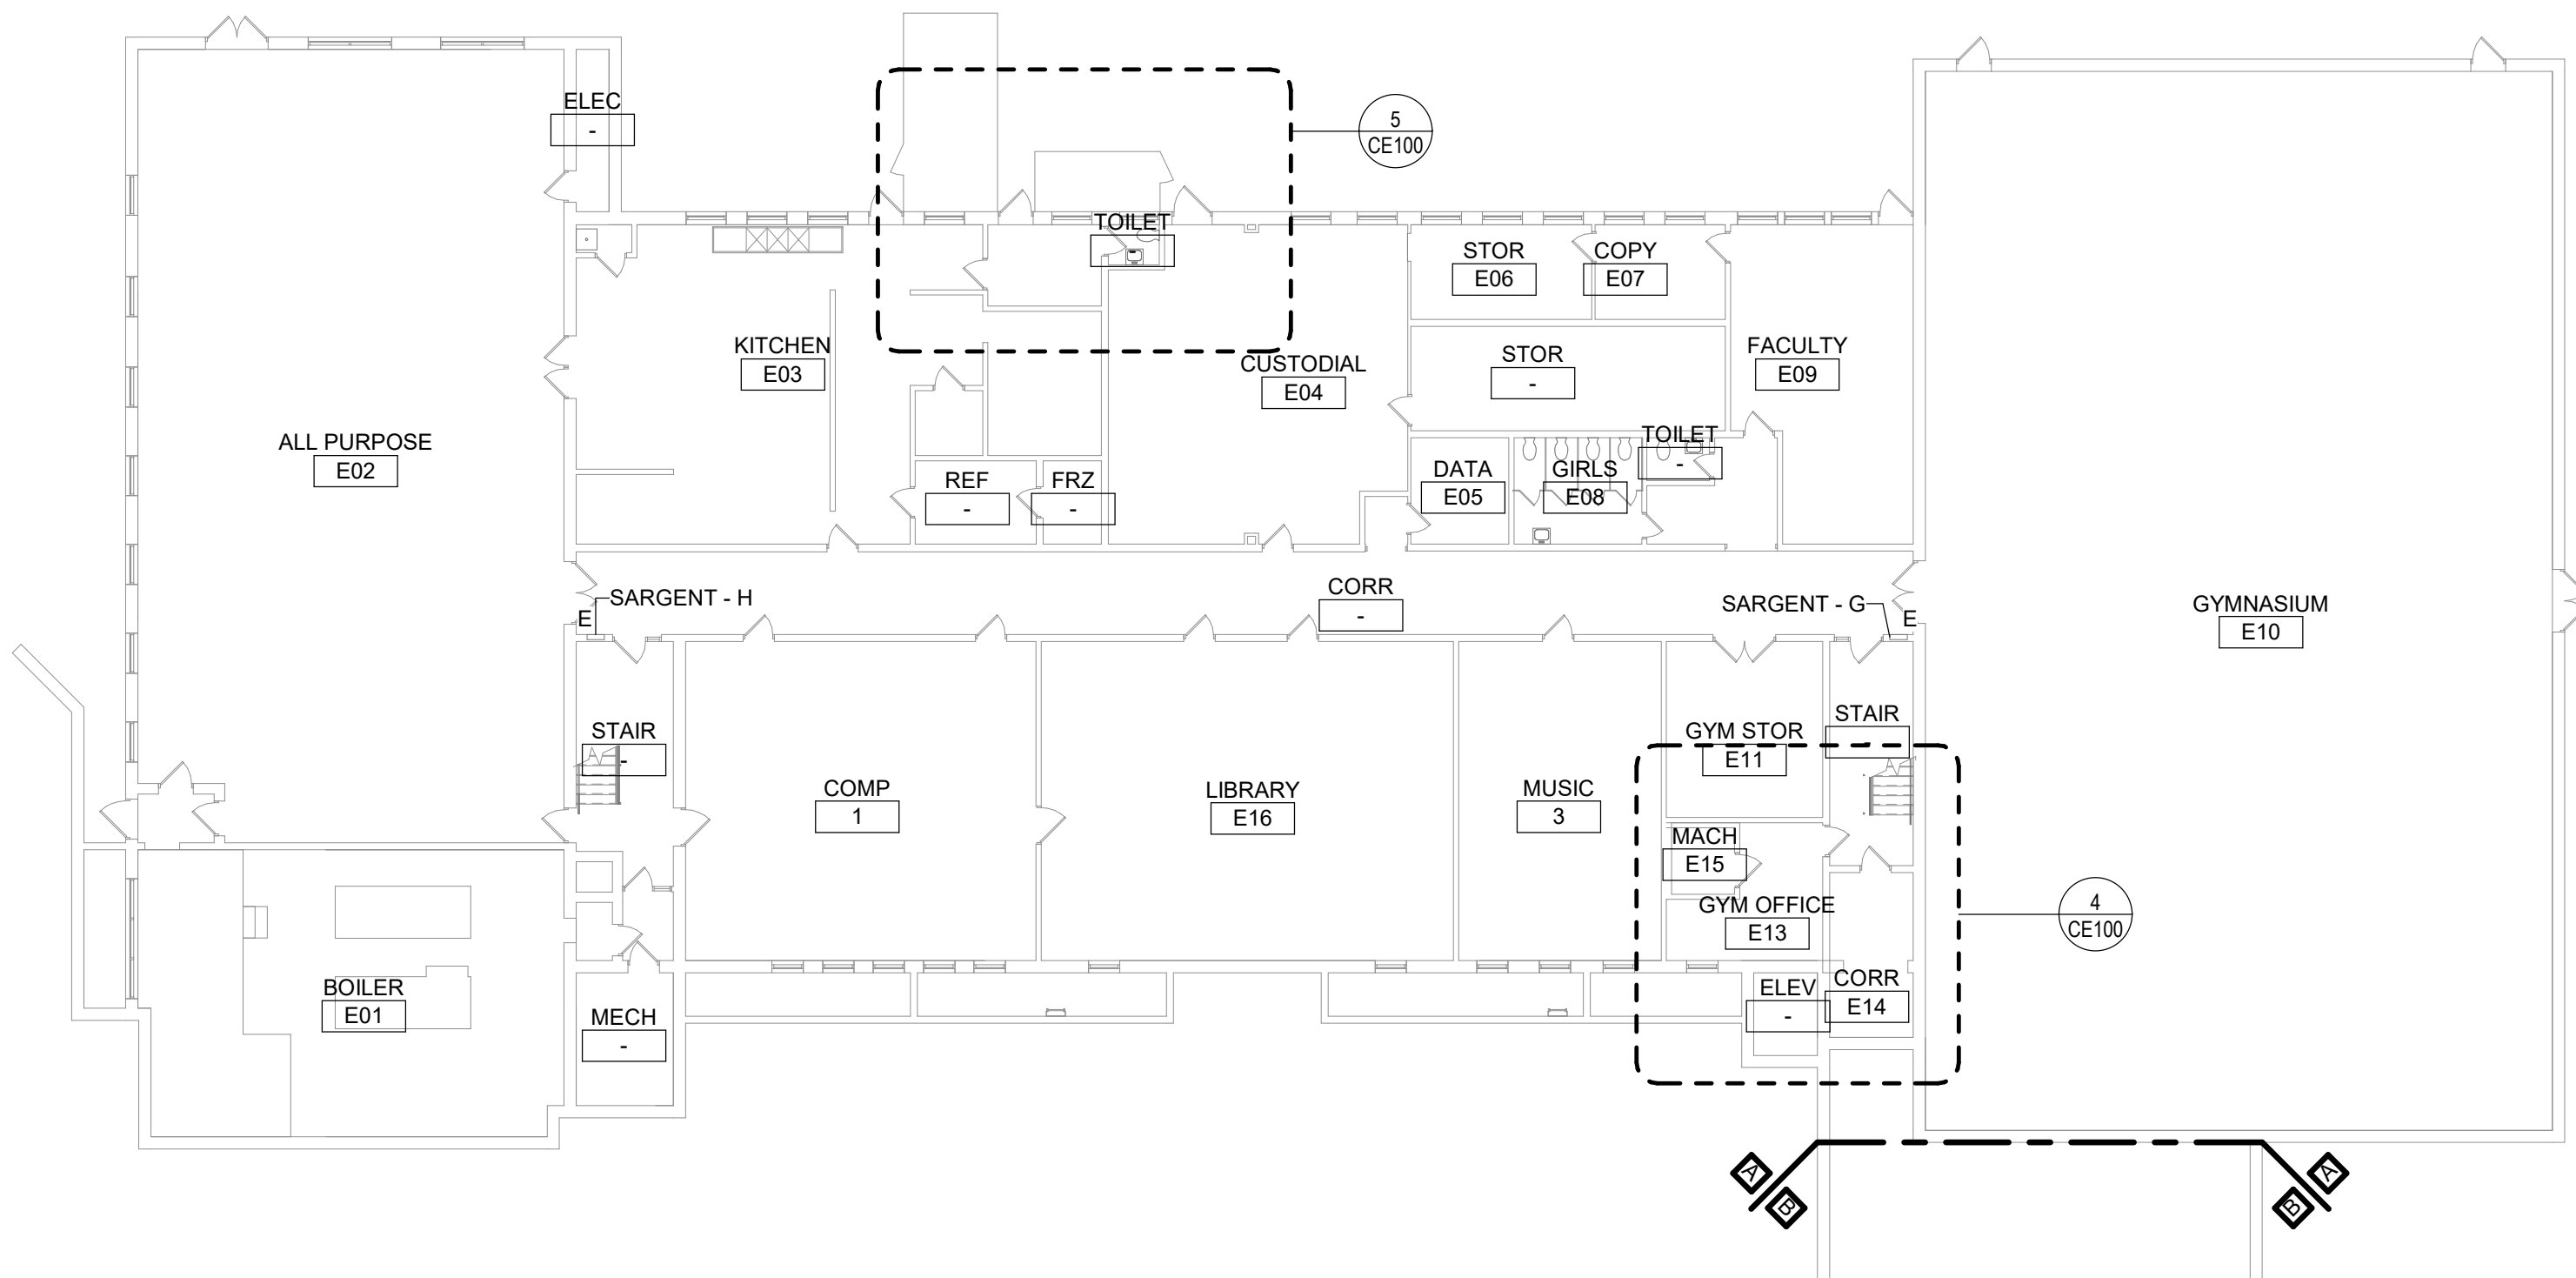 ELEC
-
5
CE100
TOILET
-
STOR
E06
COPY
E07
KITCHEN
E03
CUSTODIAL
E04
STOR
-
FACULTY
E09
ALL PURPOSE
E02
REF
-
FRZ
-
DATA
E05
GIRLS
E08
TOILET
-
SARGENT - H
E
CORR
-
SARGENT - G
E
GYMNASIUM
E10
STAIR
-
COMP
1
LIBRARY
E16
MUSIC
3
GYM STOR
E11
STAIR
-
MACH
E15
GYM OFFICE
E13
4
CE100
BOILER
E01
MECH
-
ELEV
-
CORR
E14
A
B
A
B